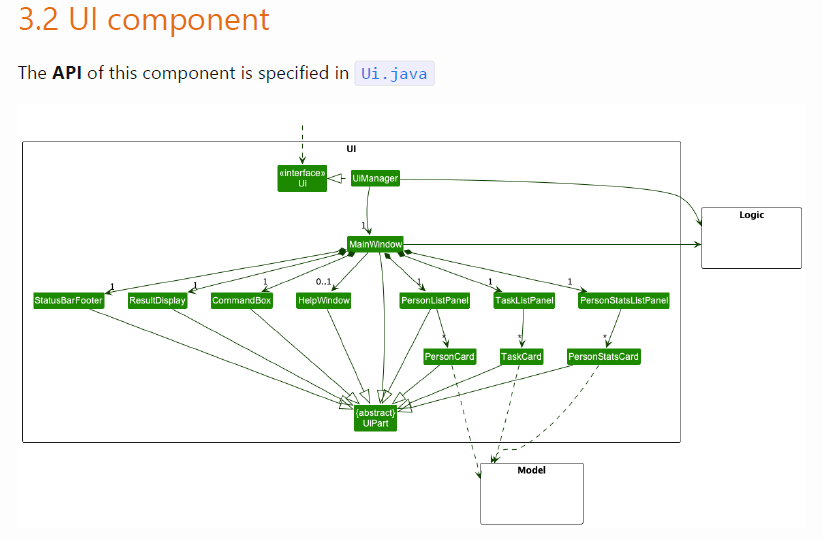 3.2 UI component
The API of this component is specified in Ui.java
UI
«interface»
Ui
UiManager
Logic
1
MainWindow
1
1
1
0..1
1
1
1
StatusBarFooter
ResultDisplay
CommandBox
HelpWindow
PersonListPanel
TaskListPanel
PersonStatsListPanel
*
*
*
PersonCard
TaskCard
PersonStatsCard
{abstract}
UiPart
Model